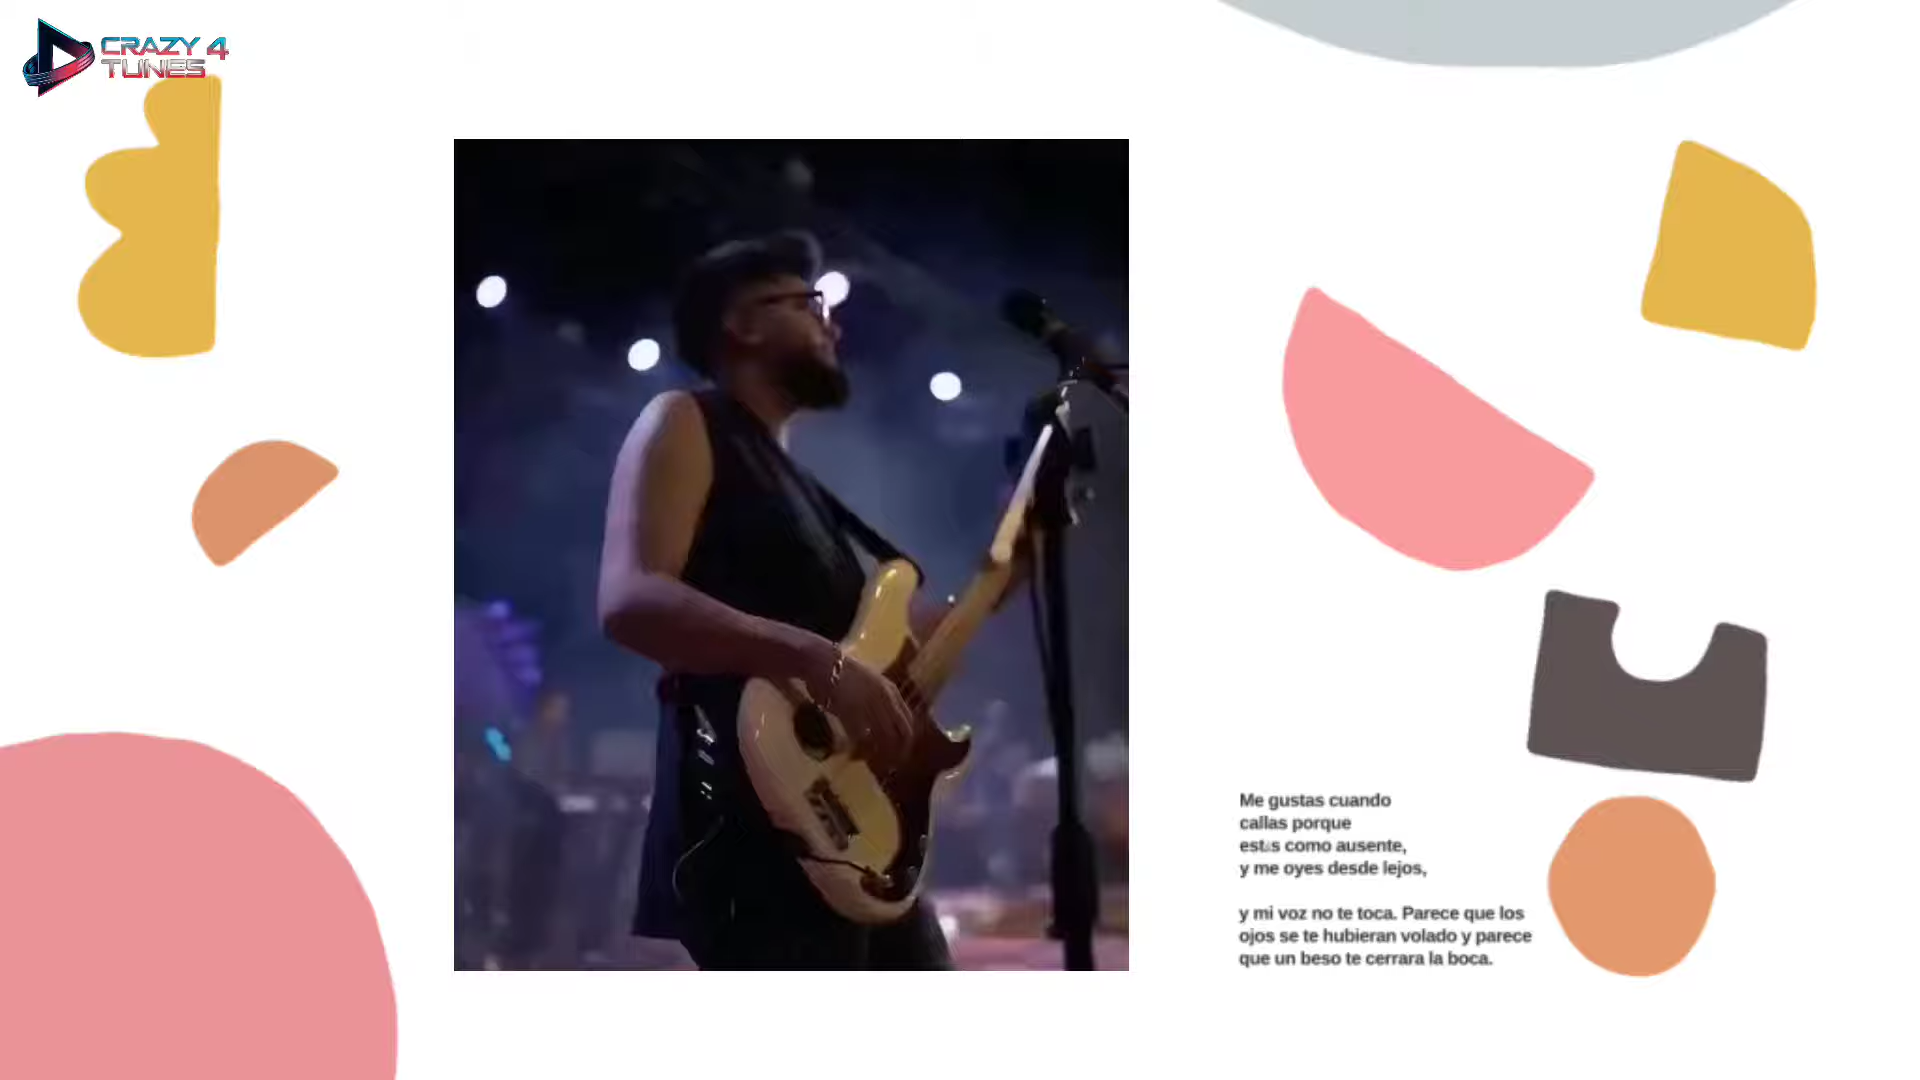 CRAZY 4
TUNES
Me gustas cuando
callas porque
estás como ausente,
y me oyes desde lejos,
y mi voz no te toca. Parece que los
ojos se te hubieran volado y parece
que un beso te cerrara la boca.